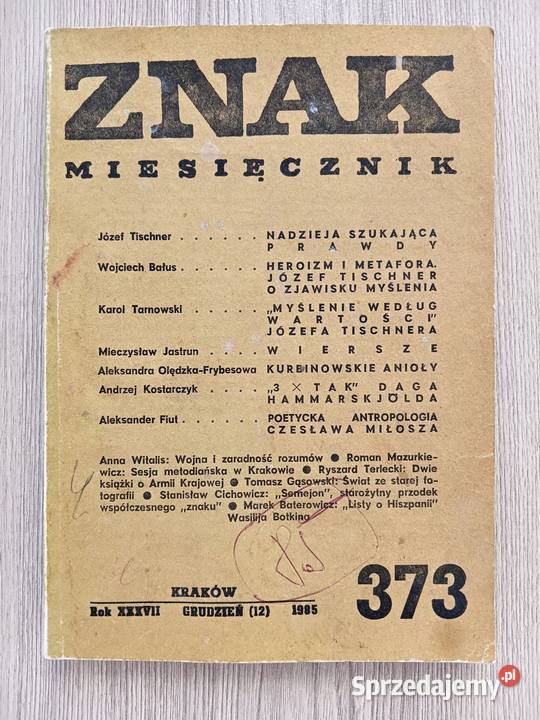 ZNAK
MIESIĘCZNIK
Józef Tischner . . . . . . NADZIEJA SZUKAJĄCA
PRAWDY
Wojciech Bałus . . . . . . HEROIZM I METAFORA.
JÓZEF TISCHNER
O ZJAWISKU MYŚLENIA
Karol Tarnowski . . . . . „MYŚLENIE WEDŁUG
WARTOŚCI"
JÓZEFA TISCHNERA
Mieczysław Jastrun . . . . WIERSZE
Aleksandra Olędzka-Frybesowa KURBINOWSKIE ANIOŁY
Andrzej Kostarczyk . . . . „3 × TAK" DAGA
HAMMARSKJÖLDA
Aleksander Fiut . . . . . POETYCKA ANTROPOLOGIA
CZESŁAWA MIŁOSZA
Anna Witalis: Wojna i zaradność rozumów ● Roman Mazurkie-
wicz: Sesja metodiańska w Krakowie ● Ryszard Terlecki: Dwie
książki o Armii Krajowej ● Tomasz Gąsowski: Świat ze starej fo-
tografii ● Stanisław Cichowicz: „Semejon", starożytny przodek
współczesnego „znaku" ● Marek Baterowicz: „Listy o Hiszpanii"
Wasilija Botkina
KRAKÓW
Rok XXXVII GRUDZIEŃ (12) 1985
373
Sprzedajemy.pl